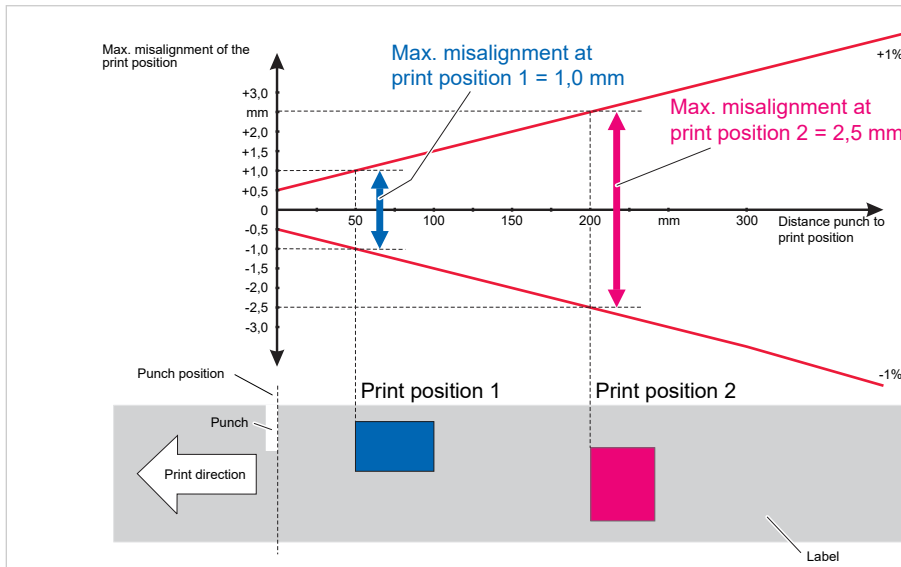 Max. misalignment of the
print position
Max. misalignment at
print position 1 = 1,0 mm
+1%
Max. misalignment at
print position 2 = 2,5 mm
+3,0
mm
+2,0
+1,5
+1,0
+0,5
0
-0,5
-1,0
-1,5
-2,0
-2,5
-3,0
50
100
150
200
mm
300
Distance punch to
print position
-1%
Punch position
Print position 1
Print position 2
Punch
Print direction
Label